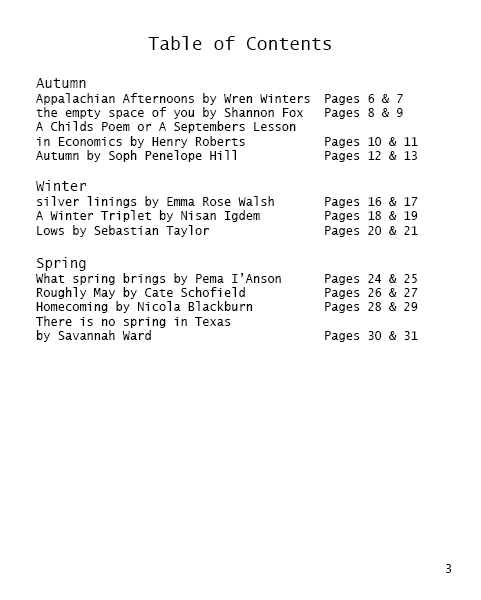 Table of Contents
Autumn
Appalachian Afternoons by Wren Winters Pages 6 & 7
the empty space of you by Shannon Fox Pages 8 & 9
A Childs Poem or A Septembers Lesson
in Economics by Henry Roberts Pages 10 & 11
Autumn by Soph Penelope Hill Pages 12 & 13
Winter
silver linings by Emma Rose Walsh Pages 16 & 17
A Winter Triplet by Nisan Igdem Pages 18 & 19
Lows by Sebastian Taylor Pages 20 & 21
Spring
What spring brings by Pema I’Anson Pages 24 & 25
Roughly May by Cate Schofield Pages 26 & 27
Homecoming by Nicola Blackburn Pages 28 & 29
There is no spring in Texas
by Savannah Ward Pages 30 & 31
3